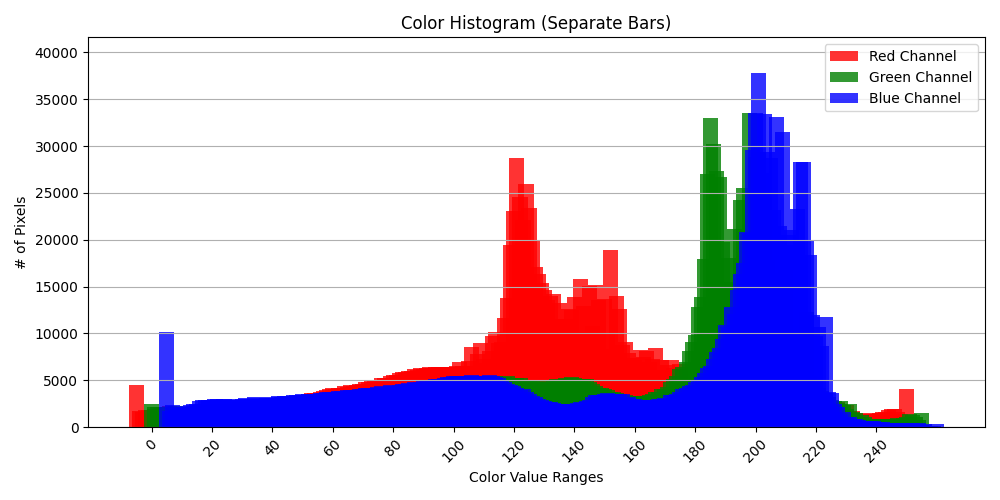 Color Histogram (Separate Bars)
Red Channel
Green Channel
Blue Channel
# of Pixels
40000
35000
30000
25000
20000
15000
10000
5000
0
0 20 40 60 80 100 120 140 160 180 200 220 240
Color Value Ranges